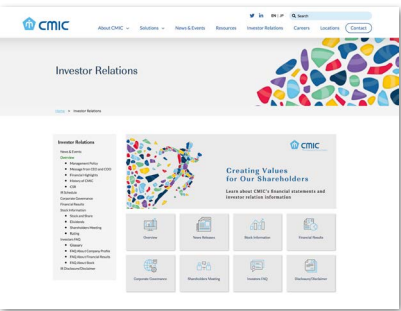 EN | JP
Search
CMIC
About CMIC
Solutions
News & Events
Resources
Investor Relations
Careers
Locations
Contact
Investor Relations
Home
Investor Relations
Investor Relations
News & Events
Overview
Management Policy
Message from CEO and COO
Financial Highlights
History of CMIC
CSR
IR Schedule
Corporate Governance
Financial Results
Stock Information
Stock and Share
Dividends
Shareholders Meeting
Rating
Investors FAQ
Glossary
FAQ About Company Profile
FAQ About Financial Results
FAQ About Stock
IR Disclosure/Disclaimer
CMIC
Creating Values
for Our Shareholders
Learn about CMIC's financial statements and
investor relation information
Overview
News Releases
Stock Information
Financial Results
Corporate Governance
Shareholders Meeting
Investors FAQ
Disclosure/Disclaimer